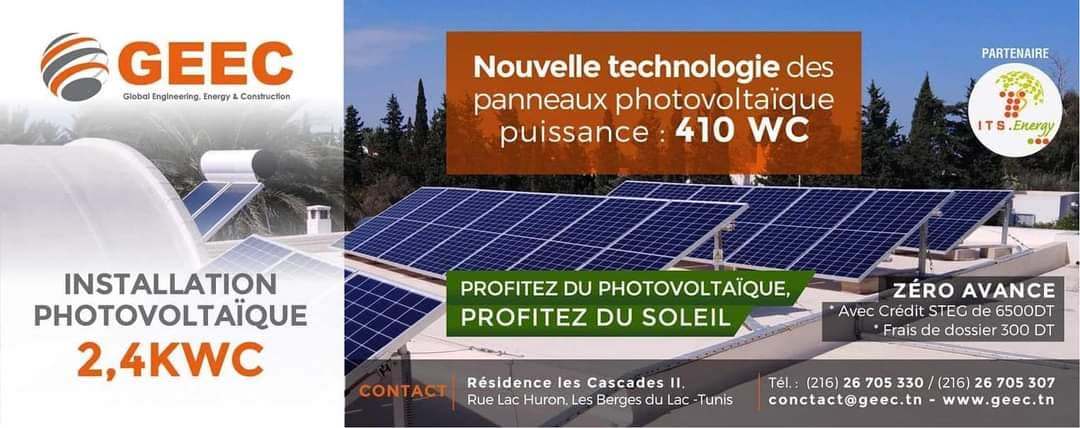 GEEC
Global Engineering, Energy & Construction
INSTALLATION
PHOTOVOLTAÏQUE
2,4KWC
Nouvelle technologie des
panneaux photovoltaïque
puissance : 410 WC
PARTENAIRE
ITS.Energy
PROFITEZ DU PHOTOVOLTAÏQUE,
PROFITEZ DU SOLEIL
ZÉRO AVANCE
* Avec Crédit STEG de 6500DT
* Frais de dossier 300 DT
CONTACT
Résidence les Cascades II,
Rue Lac Huron, Les Berges du Lac -Tunis
Tél. : (216) 26 705 330 / (216) 26 705 307
conctact@geec.tn - www.geec.tn